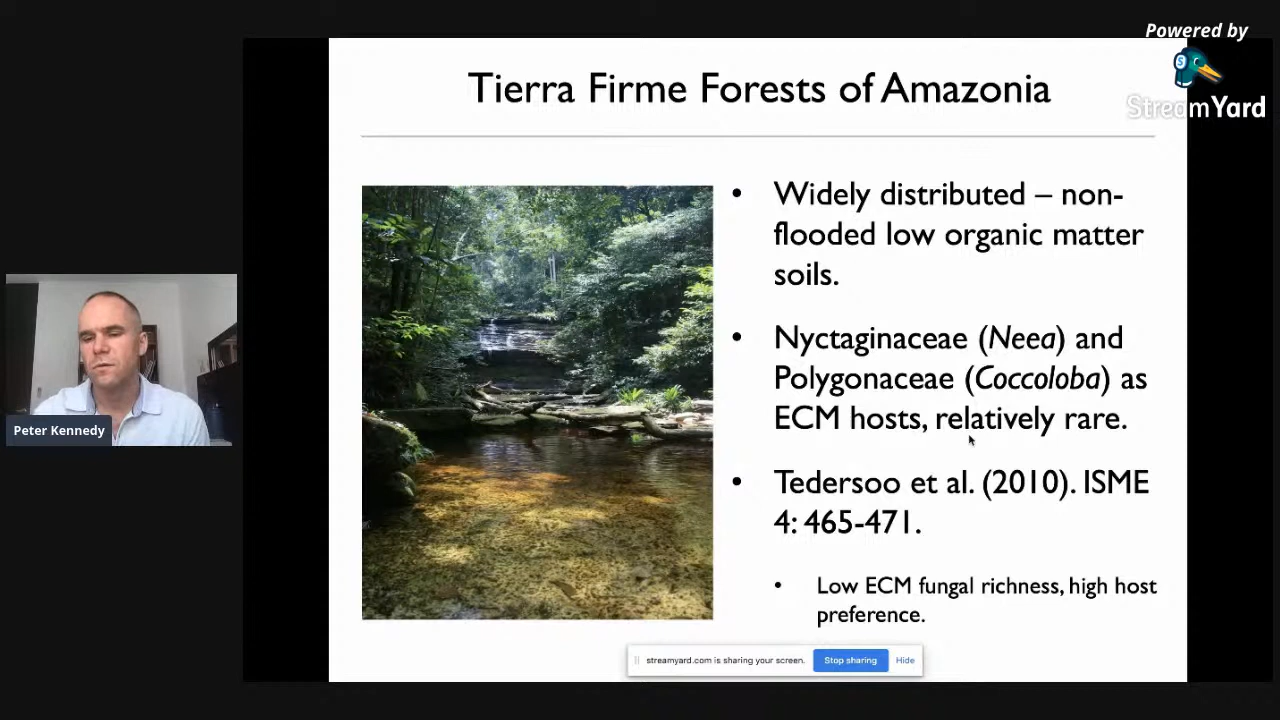 Powered by
StreamYard
Tierra Firme Forests of Amazonia
• Widely distributed – non-
flooded low organic matter
soils.
• Nyctaginaceae (Neea) and
Polygonaceae (Coccoloba) as
ECM hosts, relatively rare.
• Tedersoo et al. (2010). ISME
4: 465-471.
• Low ECM fungal richness, high host
preference.
Peter Kennedy
streamyard.com is sharing your screen. Stop sharing Hide